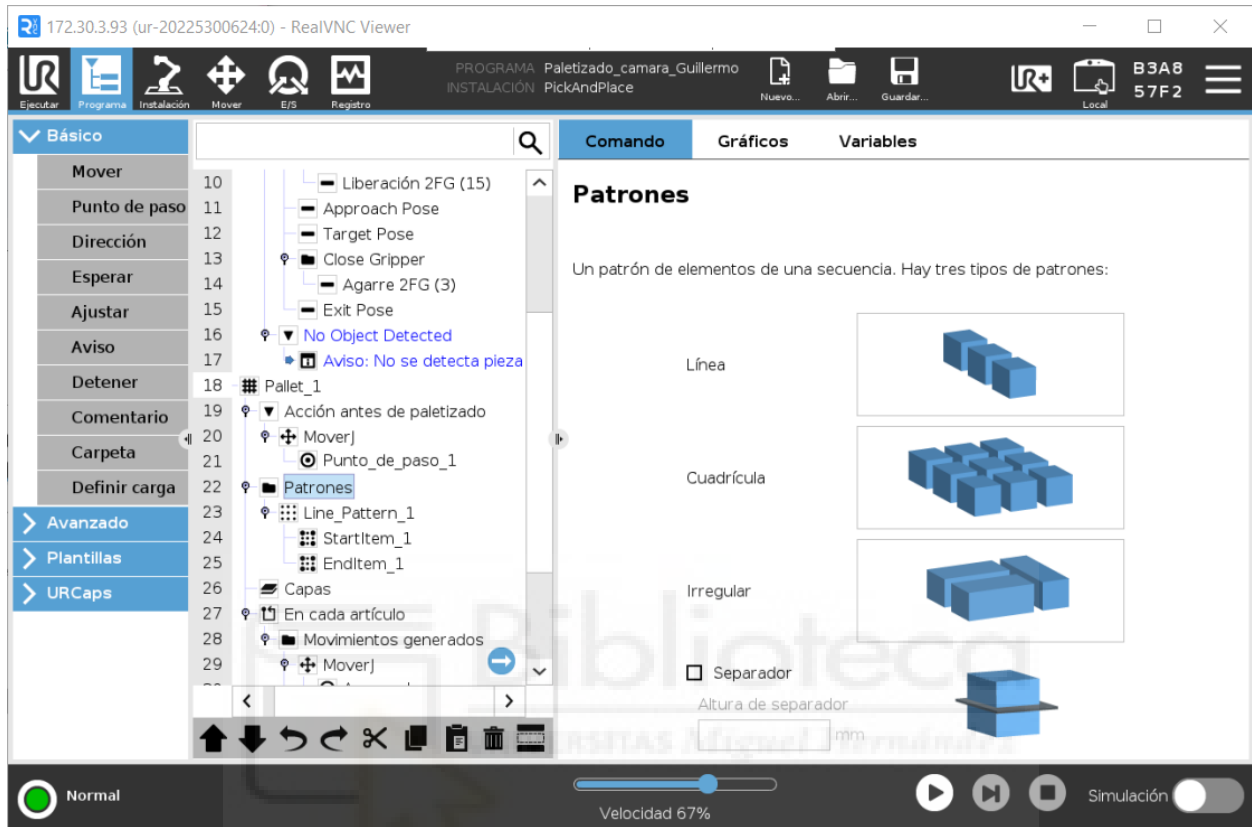 172.30.3.93 (ur-20225300624:0) - RealVNC Viewer
PROGRAMA Paletizado_camara_Guillermo
INSTALACIÓN PickAndPlace
Ejecutar Programa Instalación Mover E/S Registro
Nuevo... Abrir... Guardar...
UR+
Local
B3A8
57F2
Básico
Mover
Punto de paso
Dirección
Esperar
Ajustar
Aviso
Detener
Comentario
Carpeta
Definir carga
Avanzado
Plantillas
URCaps
10 Liberación 2FG (15)
11 Approach Pose
12 Target Pose
13 Close Gripper
14 Agarre 2FG (3)
15 Exit Pose
16 No Object Detected
17 Aviso: No se detecta pieza
18 Pallet_1
19 Acción antes de paletizado
20 MoverJ
21 Punto_de_paso_1
22 Patrones
23 Line_Pattern_1
24 StartItem_1
25 EndItem_1
26 Capas
27 En cada artículo
28 Movimientos generados
29 MoverJ
Comando Gráficos Variables
Patrones
Un patrón de elementos de una secuencia. Hay tres tipos de patrones:
Línea
Cuadrícula
Irregular
Separador
Altura de separador
mm
Biblioteca
UNIVERSITAS Miguel Hernández
Normal
Velocidad 67%
Simulación